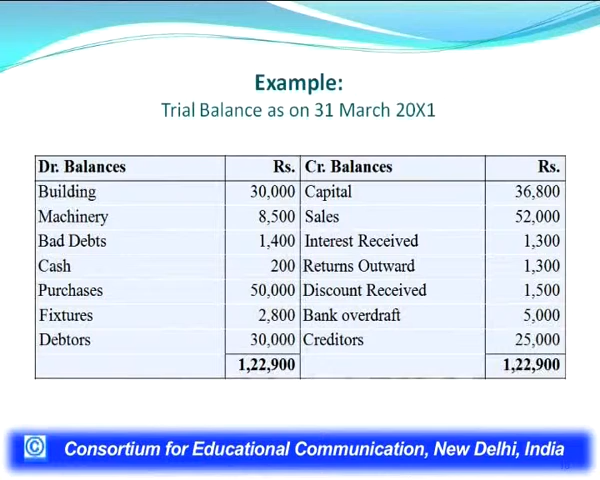 Example:
Trial Balance as on 31 March 20X1
Dr. Balances Rs. Cr. Balances Rs.
Building 30,000 Capital 36,800
Machinery 8,500 Sales 52,000
Bad Debts 1,400 Interest Received 1,300
Cash 200 Returns Outward 1,300
Purchases 50,000 Discount Received 1,500
Fixtures 2,800 Bank overdraft 5,000
Debtors 30,000 Creditors 25,000
1,22,900 1,22,900
© Consortium for Educational Communication, New Delhi, India